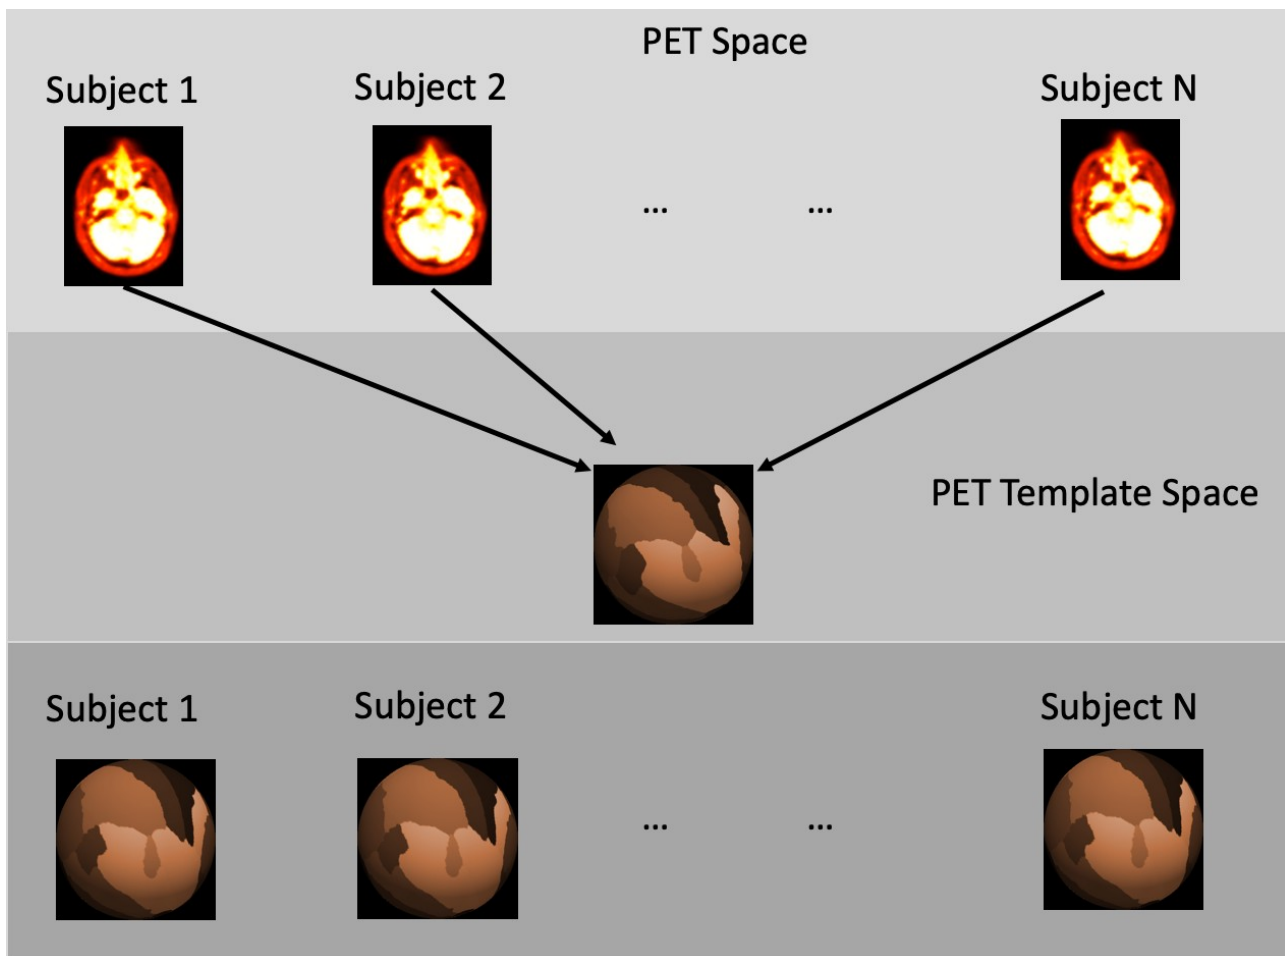 PET Space
Subject 1
Subject 2
Subject N
... ...
PET Template Space
Subject 1
Subject 2
Subject N
... ...